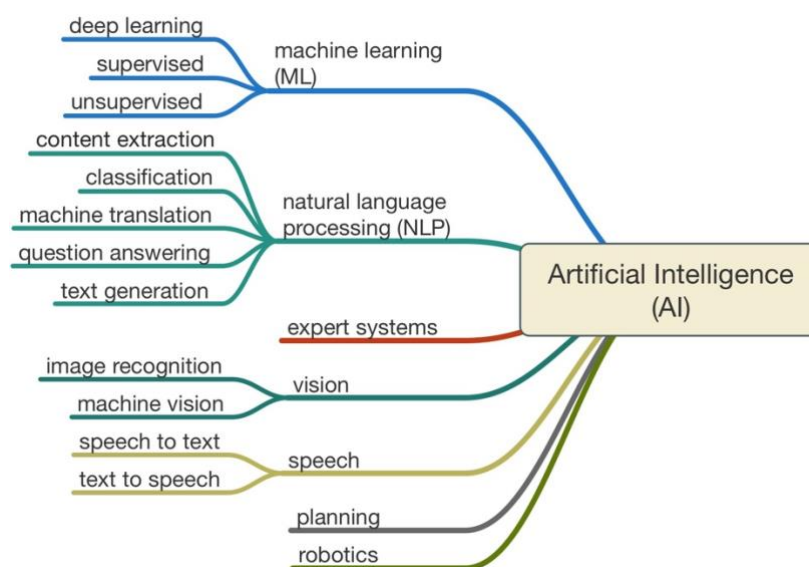 deep learning
supervised
unsupervised
machine learning
(ML)
content extraction
classification
machine translation
question answering
text generation
natural language
processing (NLP)
expert systems
image recognition
machine vision
vision
speech to text
text to speech
speech
planning
robotics
Artificial Intelligence
(AI)